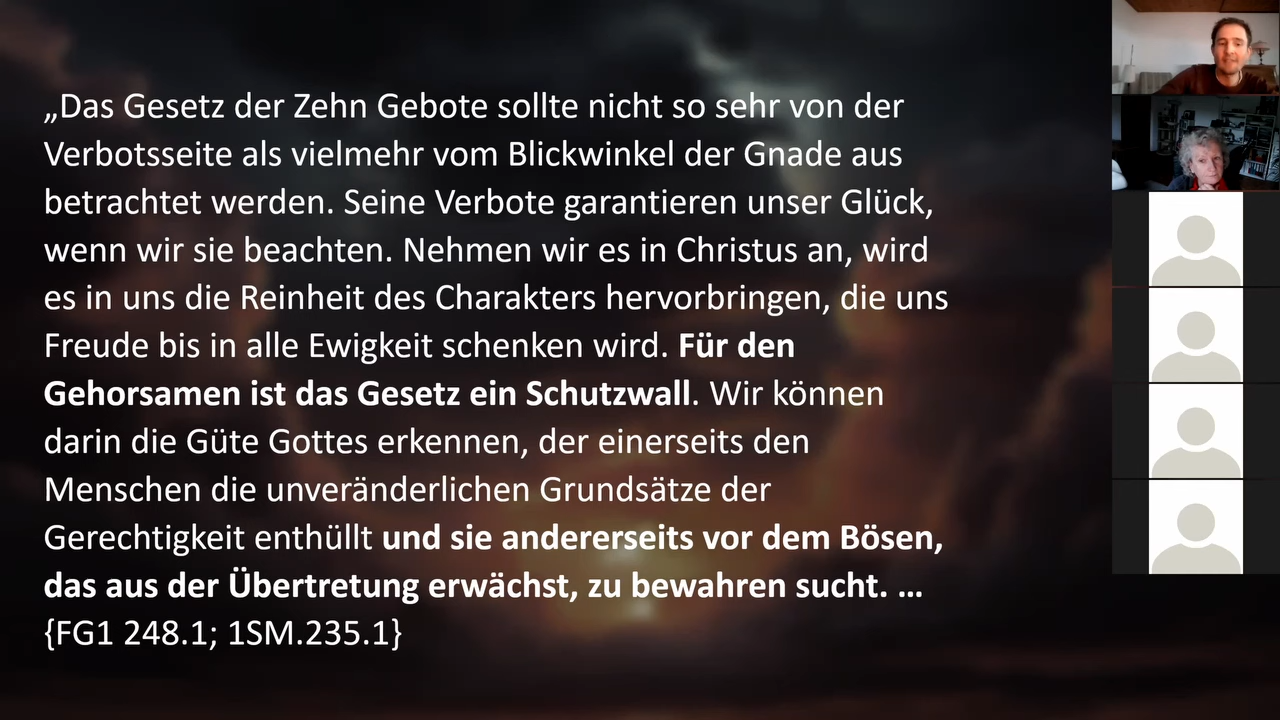 „Das Gesetz der Zehn Gebote sollte nicht so sehr von der
Verbotsseite als vielmehr vom Blickwinkel der Gnade aus
betrachtet werden. Seine Verbote garantieren unser Glück,
wenn wir sie beachten. Nehmen wir es in Christus an, wird
es in uns die Reinheit des Charakters hervorbringen, die uns
Freude bis in alle Ewigkeit schenken wird. Für den
Gehorsamen ist das Gesetz ein Schutzwall. Wir können
darin die Güte Gottes erkennen, der einerseits den
Menschen die unveränderlichen Grundsätze der
Gerechtigkeit enthüllt und sie andererseits vor dem Bösen,
das aus der Übertretung erwächst, zu bewahren sucht. …
{FG1 248.1; 1SM.235.1}